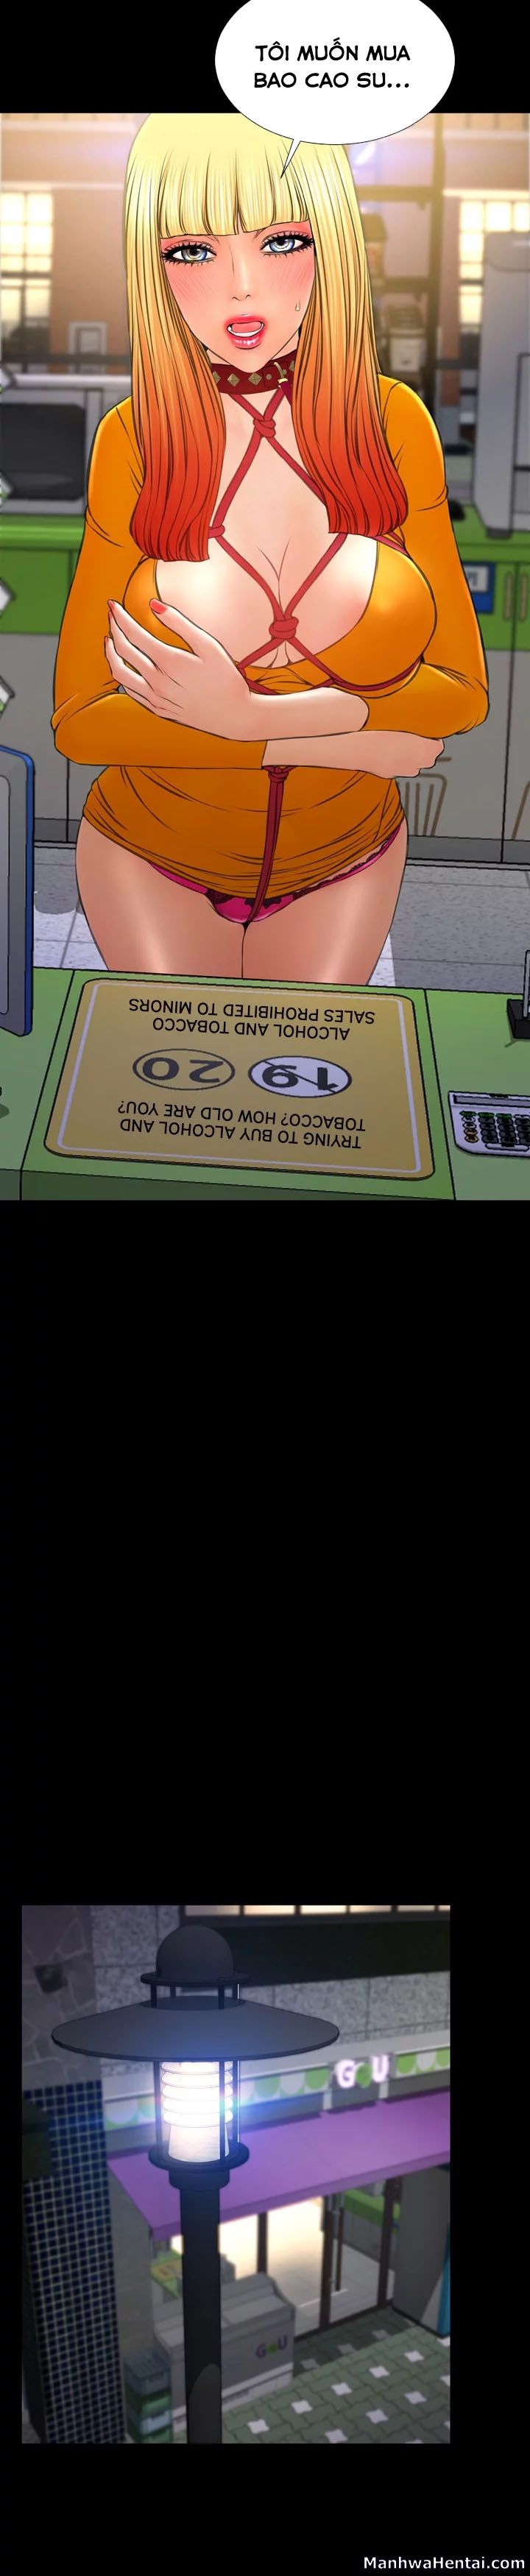 TÔI MUỐN MUA
BAO CAO SU...
TRYING TO BUY ALCOHOL AND
TOBACCO? HOW OLD ARE YOU?
19 20
ALCOHOL AND TOBACCO
SALES PROHIBITED TO MINORS
GU
GU
ManhwaHentai.com